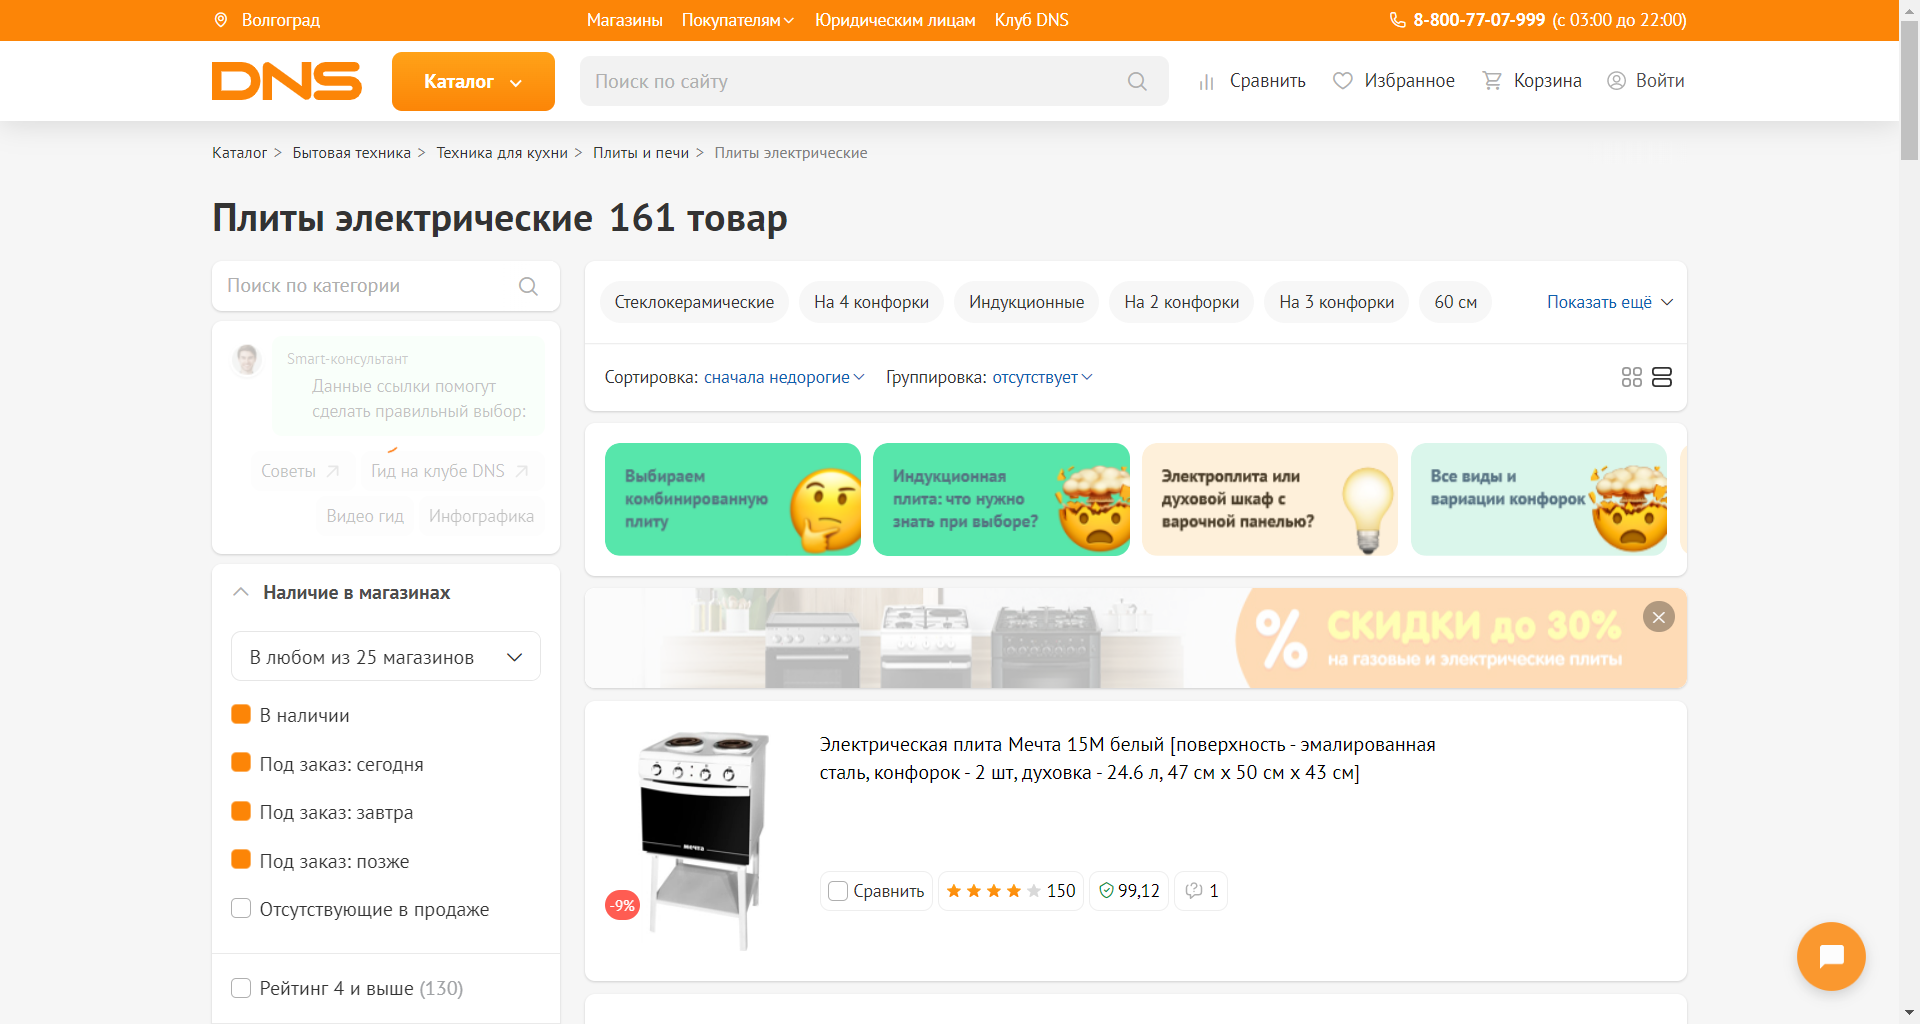 Волгоград
Магазины Покупателям Юридическим лицам Клуб DNS
8-800-77-07-999 (с 03:00 до 22:00)
DNS
Каталог
Поиск по сайту
Сравнить Избранное Корзина Войти
Каталог > Бытовая техника > Техника для кухни > Плиты и печи > Плиты электрические
Плиты электрические 161 товар
Поиск по категории
Smart-консультант
Данные ссылки помогут
сделать правильный выбор:
Советы Гид на клубе DNS
Видео гид Инфографика
Наличие в магазинах
В любом из 25 магазинов
В наличии
Под заказ: сегодня
Под заказ: завтра
Под заказ: позже
Отсутствующие в продаже
Рейтинг 4 и выше (130)
Стеклокерамические На 4 конфорки Индукционные На 2 конфорки На 3 конфорки 60 см Показать ещё
Сортировка: сначала недорогие Группировка: отсутствует
Выбираем
комбинированную
плиту
Индукционная
плита: что нужно
знать при выборе?
Электроплита или
духовой шкаф с
варочной панелью?
Все виды и
вариации конфорок
% СКИДКИ до 30%
на газовые и электрические плиты
Мечта
-9%
Электрическая плита Мечта 15М белый [поверхность - эмалированная
сталь, конфорок - 2 шт, духовка - 24.6 л, 47 см x 50 см x 43 см]
Сравнить 150 99,12 1